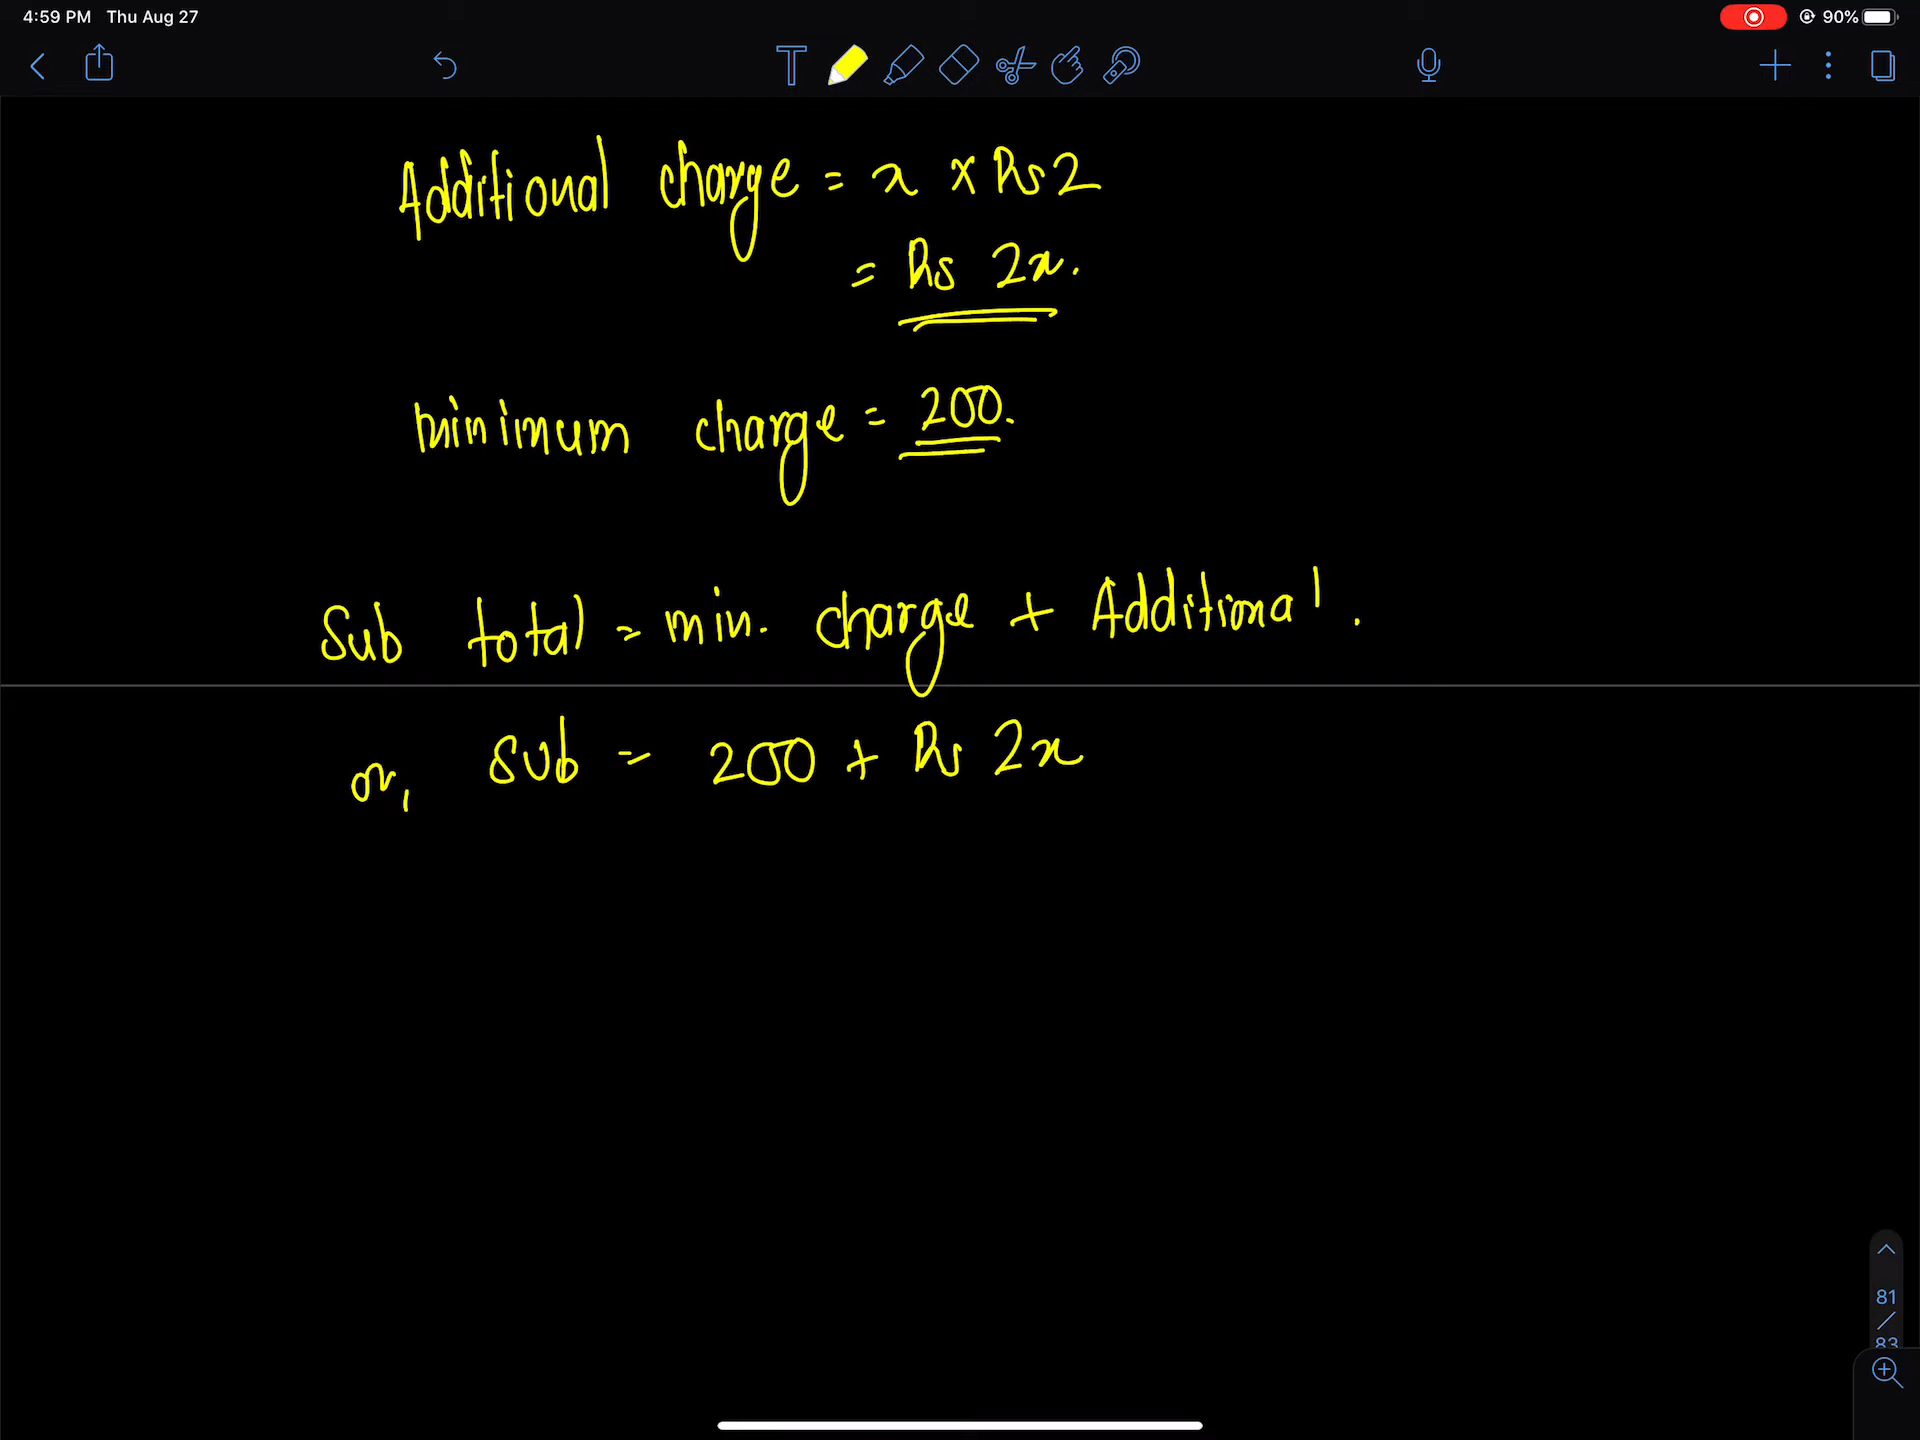 4:59 PM Thu Aug 27
90%
T
Additional charge = x × Rs 2
= Rs 2x.
minimum charge = 200.
Sub total = min. charge + Additional.
or, Sub = 200 + Rs 2x
81
/
83